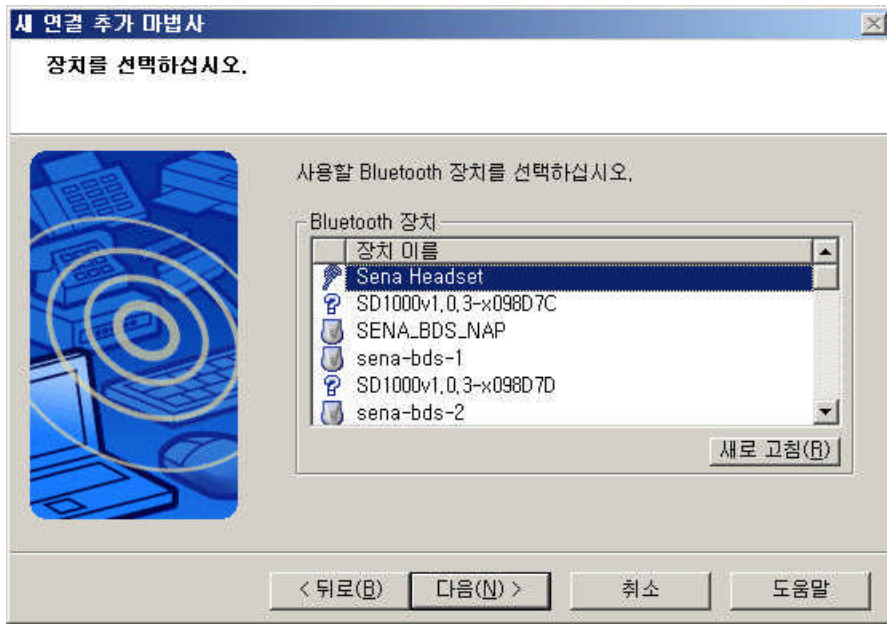 새 연결 추가 마법사
장치를 선택하십시오.
사용할 Bluetooth 장치를 선택하십시오.
Bluetooth 장치
장치 이름
Sena Headset
SD1000v1.0.3-x098D7C
SENA_BDS_NAP
sena-bds-1
SD1000v1.0.3-x098D7D
sena-bds-2
새로 고침(R)
< 뒤로(B) 다음(N) > 취소 도움말